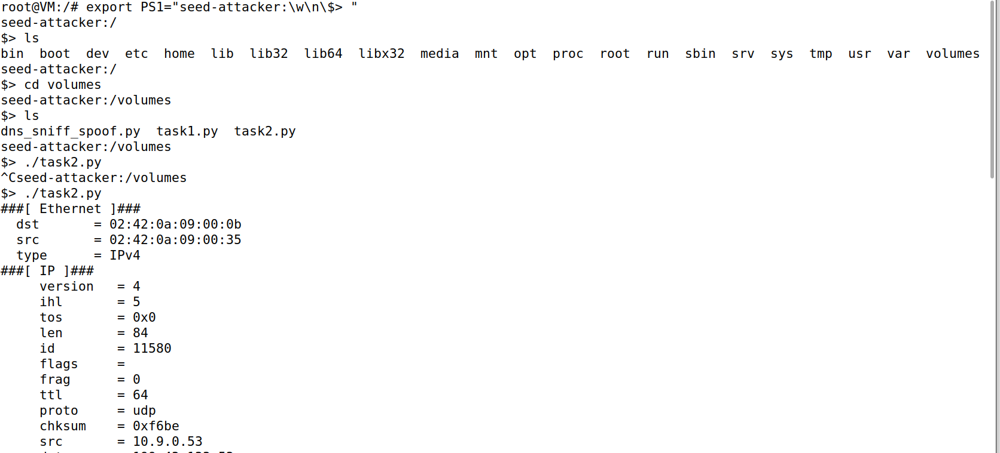 root@VM:/# export PS1="seed-attacker:\w\n\$> "
seed-attacker:/
$> ls
bin  boot  dev  etc  home  lib  lib32  lib64  libx32  media  mnt  opt  proc  root  run  sbin  srv  sys  tmp  usr  var  volumes
seed-attacker:/
$> cd volumes
seed-attacker:/volumes
$> ls
dns_sniff_spoof.py  task1.py  task2.py
seed-attacker:/volumes
$> ./task2.py
^Cseed-attacker:/volumes
$> ./task2.py
###[ Ethernet ]###
  dst       = 02:42:0a:09:00:0b
  src       = 02:42:0a:09:00:35
  type      = IPv4
###[ IP ]###
     version   = 4
     ihl       = 5
     tos       = 0x0
     len       = 84
     id        = 11580
     flags     =
     frag      = 0
     ttl       = 64
     proto     = udp
     chksum    = 0xf6be
     src       = 10.9.0.53